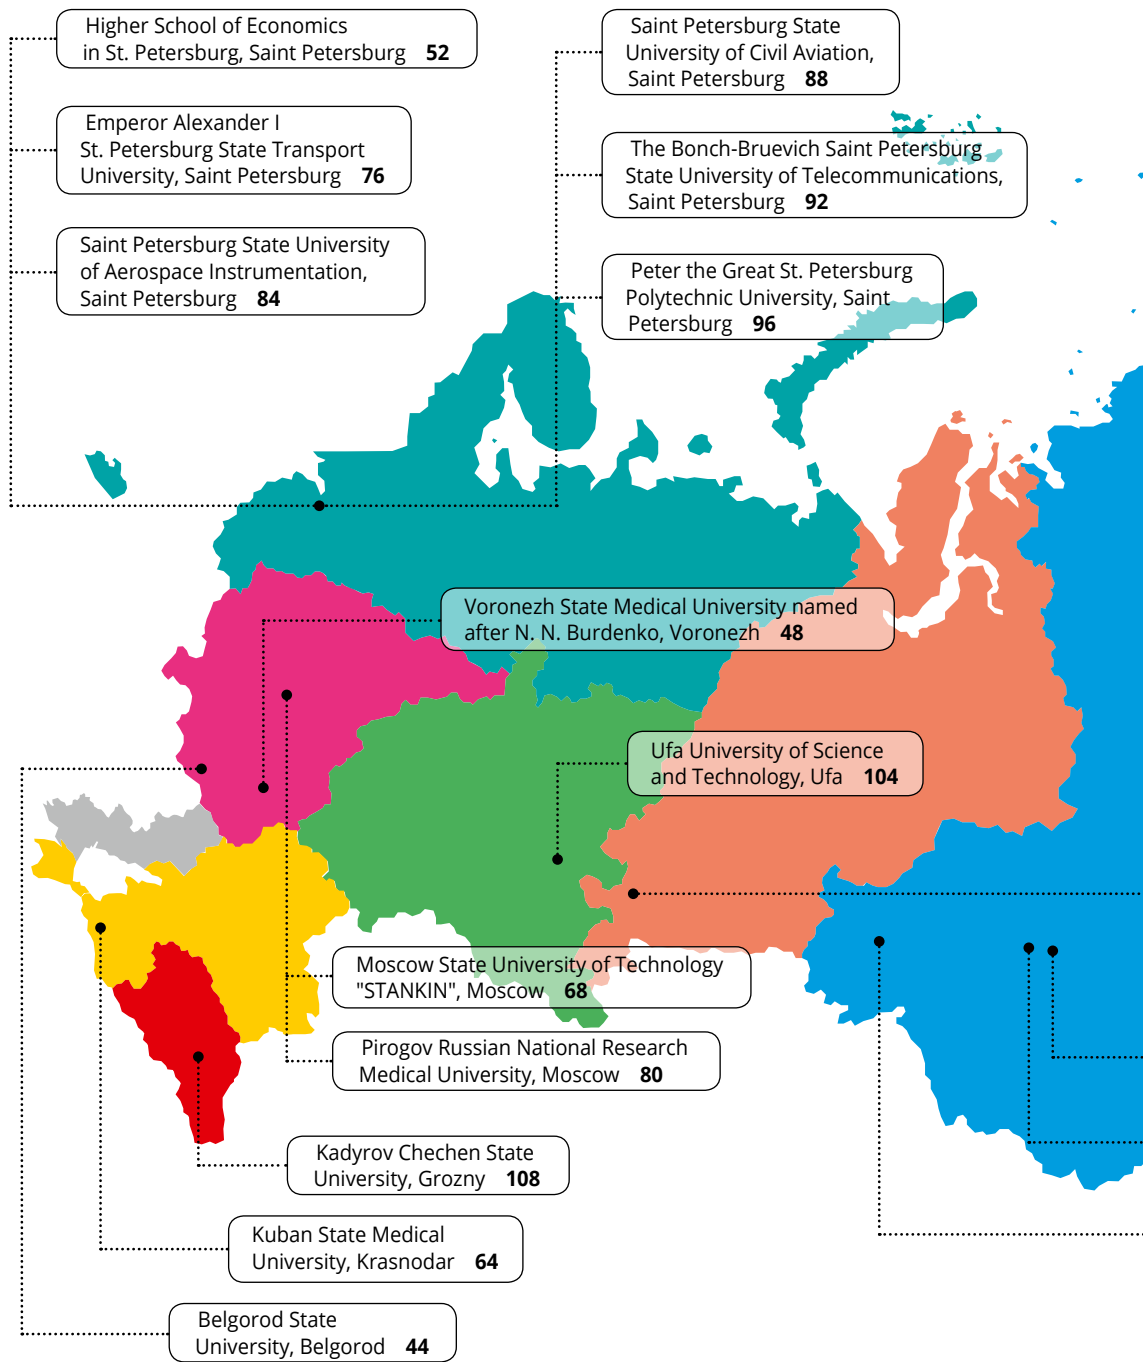 Higher School of Economics
in St. Petersburg, Saint Petersburg 52
Emperor Alexander I
St. Petersburg State Transport
University, Saint Petersburg 76
Saint Petersburg State University
of Aerospace Instrumentation,
Saint Petersburg 84
Saint Petersburg State
University of Civil Aviation,
Saint Petersburg 88
The Bonch-Bruevich Saint Petersburg
State University of Telecommunications,
Saint Petersburg 92
Peter the Great St. Petersburg
Polytechnic University, Saint
Petersburg 96
Voronezh State Medical University named
after N. N. Burdenko, Voronezh 48
Ufa University of Science
and Technology, Ufa 104
Moscow State University of Technology
"STANKIN", Moscow 68
Pirogov Russian National Research
Medical University, Moscow 80
Kadyrov Chechen State
University, Grozny 108
Kuban State Medical
University, Krasnodar 64
Belgorod State
University, Belgorod 44